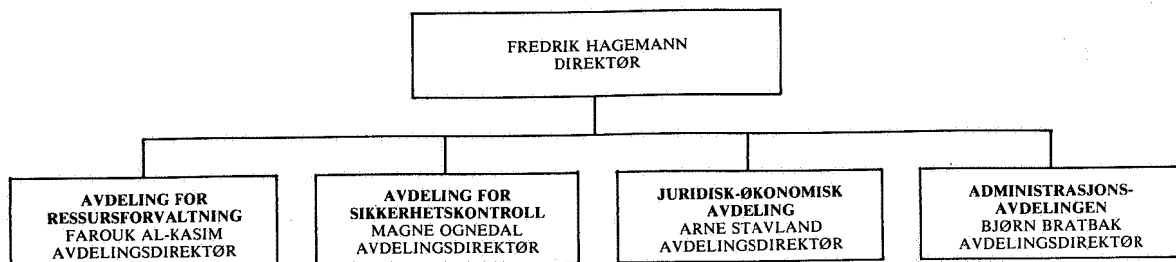 FREDRIK HAGEMANN
DIREKTØR
AVDELING FOR
RESSURSFORVALTNING
FAROUK AL-KASIM
AVDELINGSDIREKTØR
AVDELING FOR
SIKKERHETSKONTROLL
MAGNE OGNEDAL
AVDELINGSDIREKTØR
JURIDISK-ØKONOMISK
AVDELING
ARNE STAVLAND
AVDELINGSDIREKTØR
ADMINISTRASJONS-
AVDELINGEN
BJØRN BRATBAK
AVDELINGSDIREKTØR